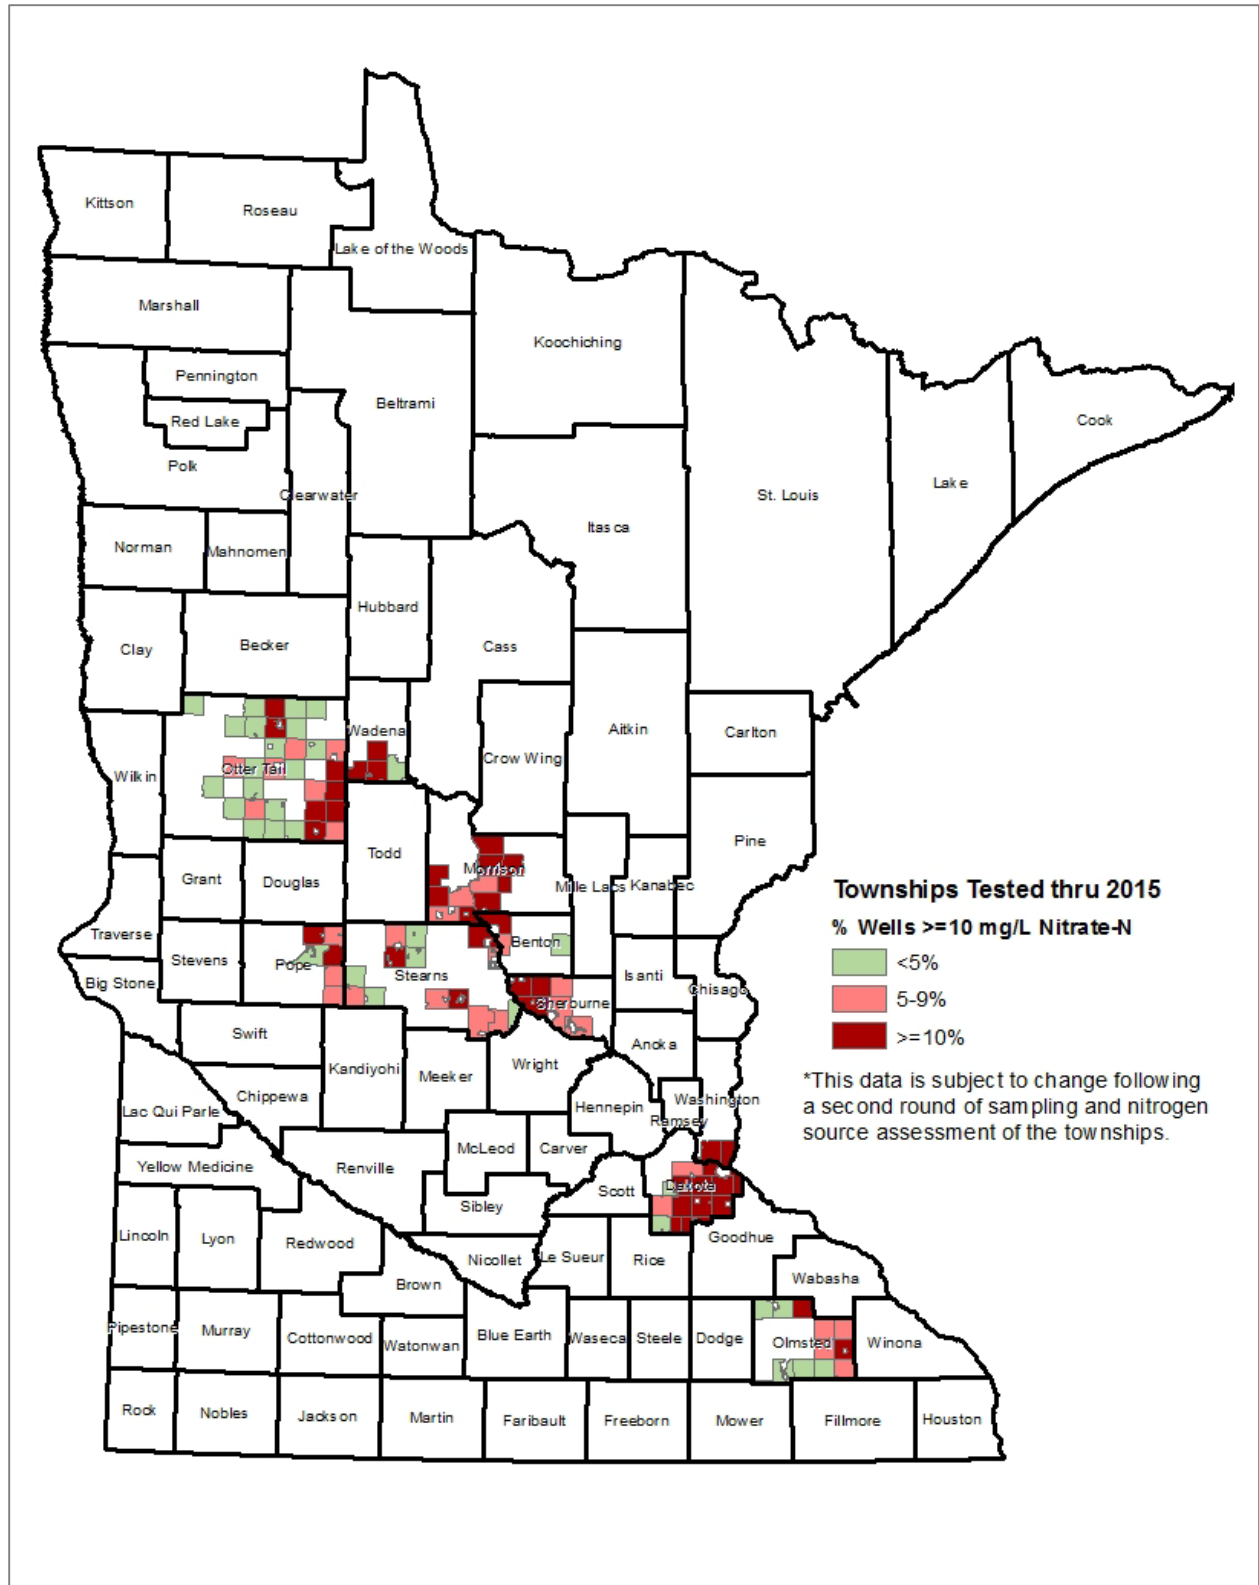 Kittson
Roseau
Lake of the Woods
Marshall
Koochiching
Pennington
Beltrami
Red Lake
Cook
Polk
Clearwater
St. Louis
Lake
Itasca
Norman
Mahnomen
Hubbard
Clay
Becker
Cass
Wadena
Aitkin
Carlton
Crow Wing
Otter Tail
Wilkin
Pine
Todd
Morrison
Grant
Douglas
Mille Lacs
Kanabec
Townships Tested thru 2015
% Wells >=10 mg/L Nitrate-N
<5%
5-9%
>=10%
*This data is subject to change following
a second round of sampling and nitrogen
source assessment of the townships.
Traverse
Benton
Stevens
Pope
Stearns
Isanti
Big Stone
Chisago
Sherburne
Swift
Anoka
Kandiyohi
Wright
Meeker
Chippewa
Washington
Lac Qui Parle
Hennepin
Ramsey
McLeod
Carver
Yellow Medicine
Renville
Dakota
Scott
Sibley
Lincoln
Lyon
Redwood
Goodhue
Nicollet
Le Sueur
Rice
Brown
Wabasha
Pipestone
Murray
Cottonwood
Watonwan
Blue Earth
Waseca
Steele
Dodge
Olmsted
Winona
Rock
Nobles
Jackson
Martin
Faribault
Freeborn
Mower
Fillmore
Houston